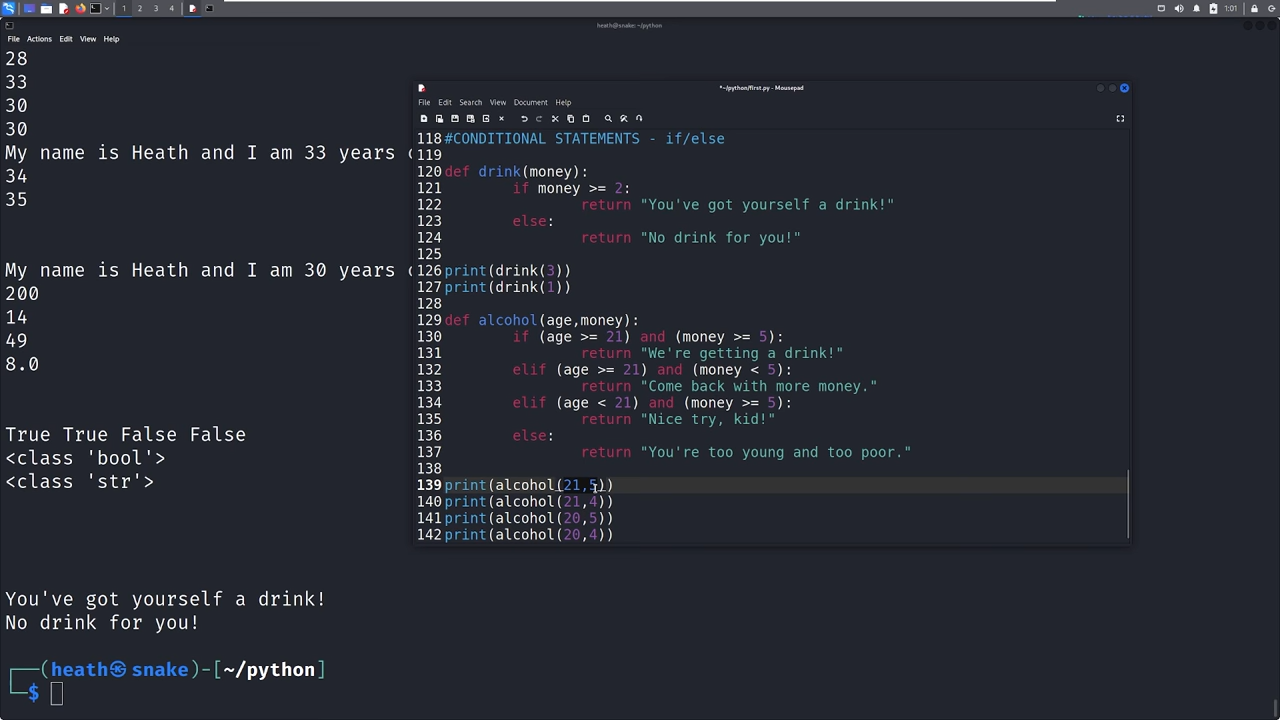 1 2 3 4
1:01
heath@snake: ~/python
File Actions Edit View Help
28
33
30
30
My name is Heath and I am 33 years
34
35
My name is Heath and I am 30 years
200
14
49
8.0
True True False False
<class 'bool'>
<class 'str'>
You've got yourself a drink!
No drink for you!
(heath㉿snake)-[~/python]
$
*~/python/first.py - Mousepad
File Edit Search View Document Help
118 #CONDITIONAL STATEMENTS - if/else
119
120 def drink(money):
121 if money >= 2:
122 return "You've got yourself a drink!"
123 else:
124 return "No drink for you!"
125
126 print(drink(3))
127 print(drink(1))
128
129 def alcohol(age,money):
130 if (age >= 21) and (money >= 5):
131 return "We're getting a drink!"
132 elif (age >= 21) and (money < 5):
133 return "Come back with more money."
134 elif (age < 21) and (money >= 5):
135 return "Nice try, kid!"
136 else:
137 return "You're too young and too poor."
138
139 print(alcohol(21,5))
140 print(alcohol(21,4))
141 print(alcohol(20,5))
142 print(alcohol(20,4))